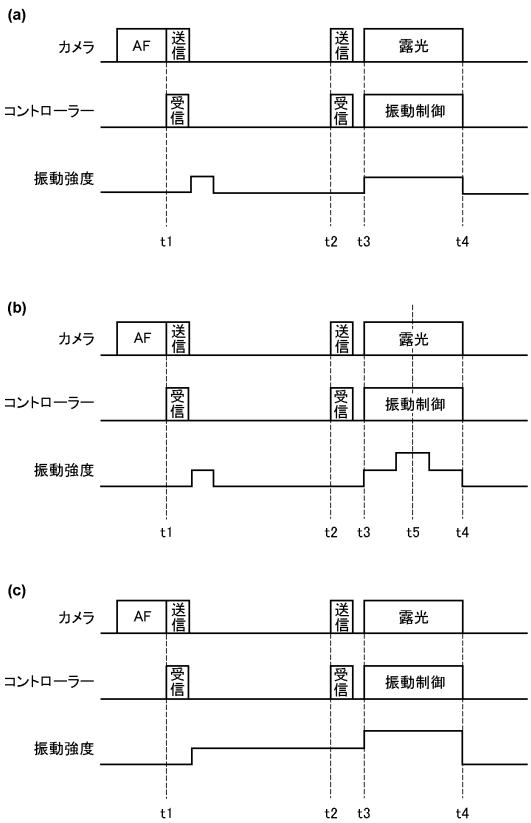 (a)
カメラ AF 送信 送信 露光
コントローラー 受信 受信 振動制御
振動強度
t1 t2 t3 t4
(b)
カメラ AF 送信 送信 露光
コントローラー 受信 受信 振動制御
振動強度
t1 t2 t3 t5 t4
(c)
カメラ AF 送信 送信 露光
コントローラー 受信 受信 振動制御
振動強度
t1 t2 t3 t4